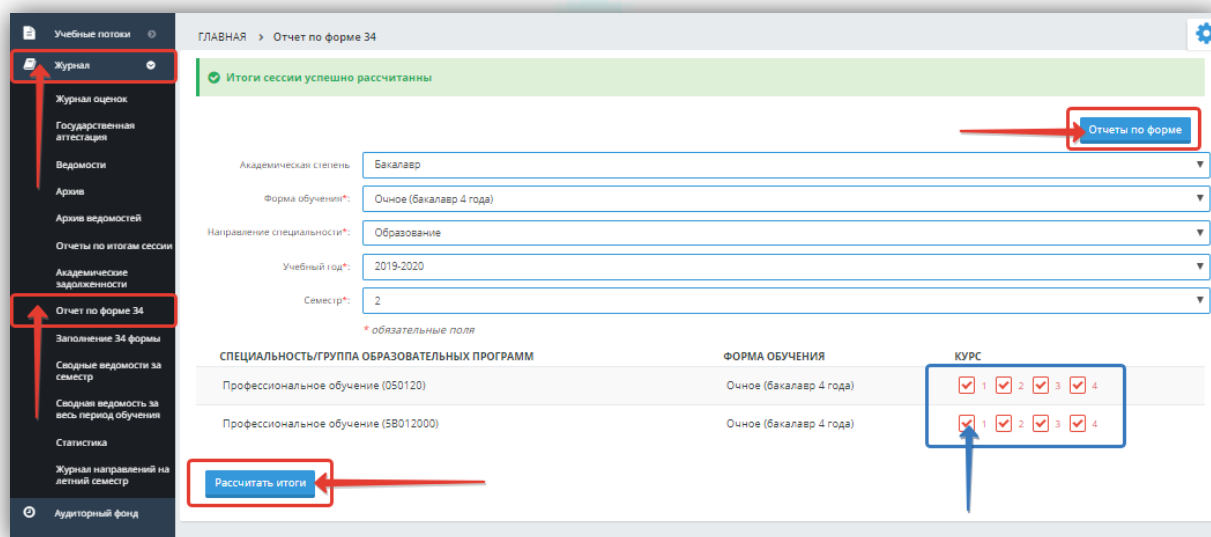 Учебные потоки
Журнал
Журнал оценок
Государственная
аттестация
Ведомости
Архив
Архив ведомостей
Отчеты по итогам сессии
Академические
задолженности
Отчет по форме 34
Заполнение 34 формы
Сводные ведомости за
семестр
Сводная ведомость за
весь период обучения
Статистика
Журнал направлений на
летний семестр
Аудиторный фонд
ГЛАВНАЯ > Отчет по форме 34
Итоги сессии успешно рассчитанны
Отчеты по форме
Академическая степень Бакалавр
Форма обучения*: Очное (бакалавр 4 года)
Направление специальности*: Образование
Учебный год*: 2019-2020
Семестр*: 2
* обязательные поля
СПЕЦИАЛЬНОСТЬ/ГРУППА ОБРАЗОВАТЕЛЬНЫХ ПРОГРАММ ФОРМА ОБУЧЕНИЯ КУРС
Профессиональное обучение (050120) Очное (бакалавр 4 года) 1 2 3 4
Профессиональное обучение (5В012000) Очное (бакалавр 4 года) 1 2 3 4
Рассчитать итоги